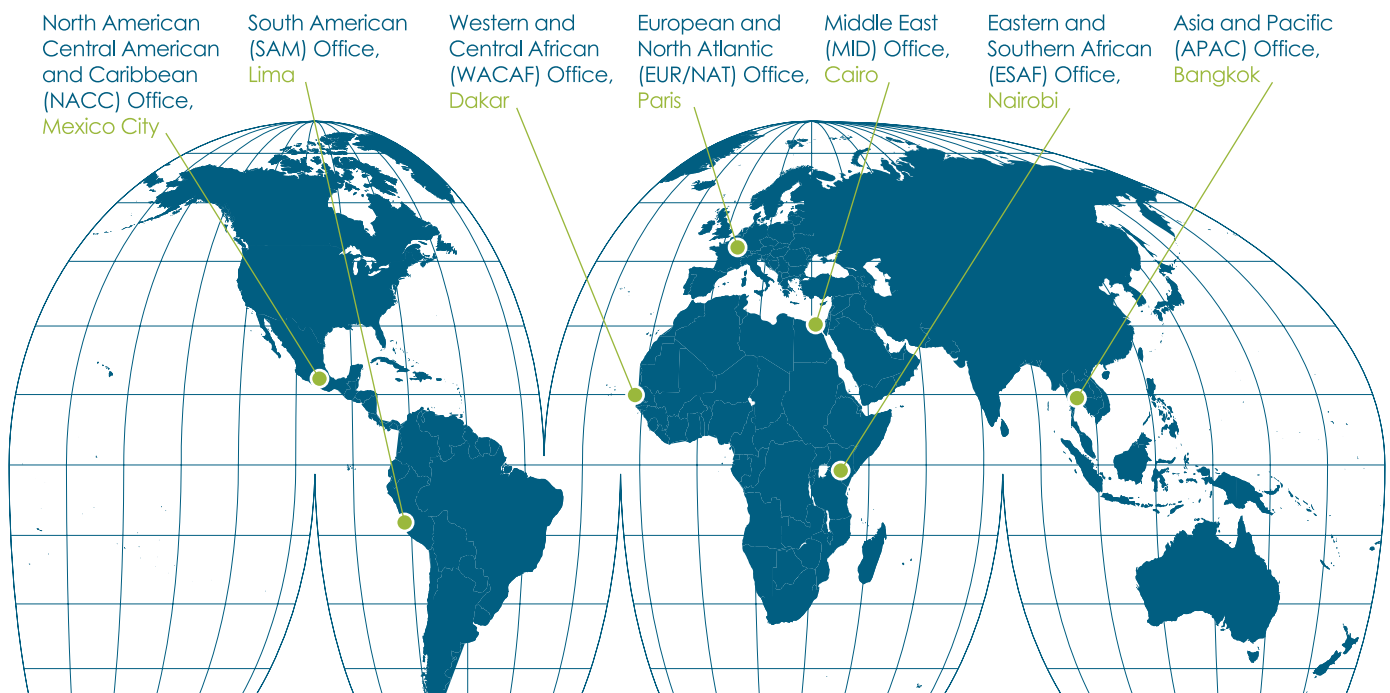 North American
Central American
and Caribbean
(NACC) Office,
Mexico City
South American
(SAM) Office,
Lima
Western and
Central African
(WACAF) Office,
Dakar
European and
North Atlantic
(EUR/NAT) Office,
Paris
Middle East
(MID) Office,
Cairo
Eastern and
Southern African
(ESAF) Office,
Nairobi
Asia and Pacific
(APAC) Office,
Bangkok